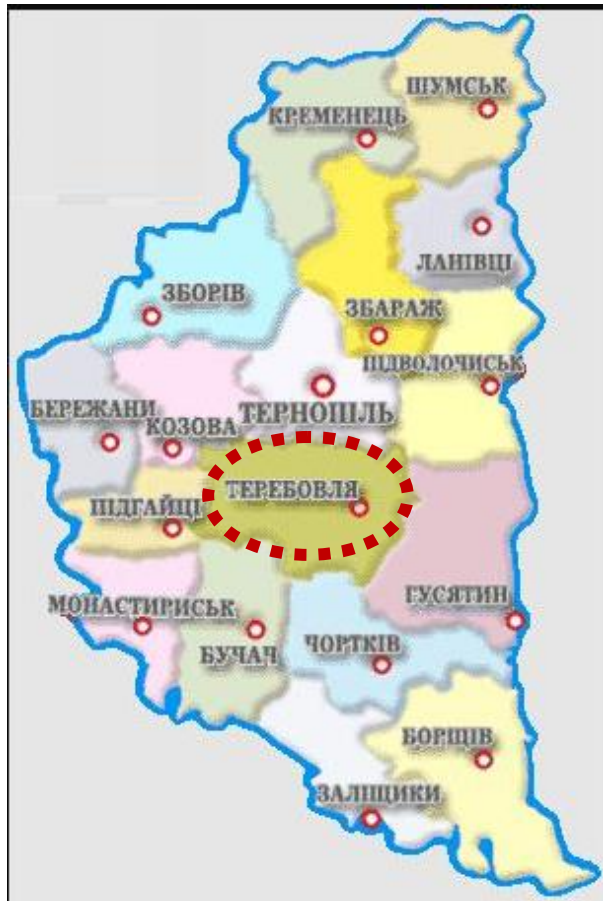 ШУМСЬК
КРЕМЕНЕЦЬ
ЛАНІВЦІ
ЗБОРІВ
ЗБАРАЖ
ПІДВОЛОЧИСЬК
ТЕРНОПІЛЬ
БЕРЕЖАНИ
КОЗОВА
ТЕРЕБОВЛЯ
ПІДГАЙЦІ
ГУСЯТИН
МОНАСТИРИСЬК
БУЧАЧ
ЧОРТКІВ
БОРЩІВ
ЗАЛІЩИКИ